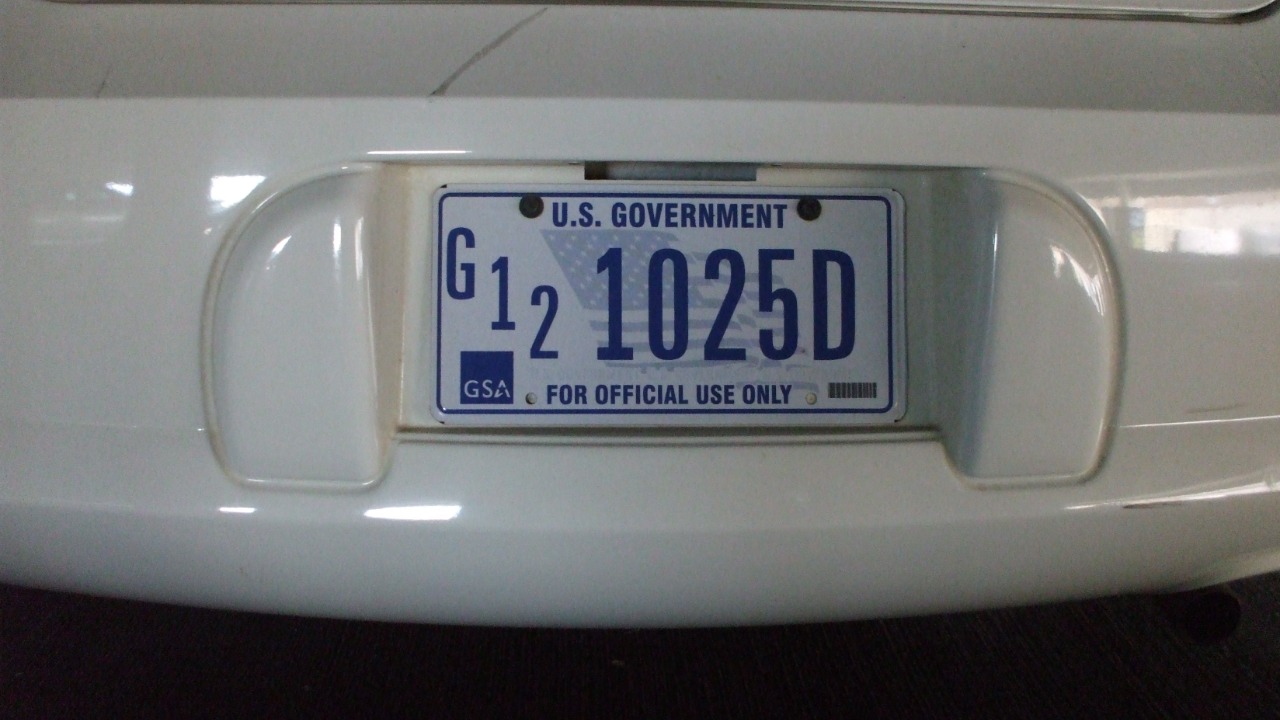 U.S. GOVERNMENT
G12 1025D
GSA FOR OFFICIAL USE ONLY